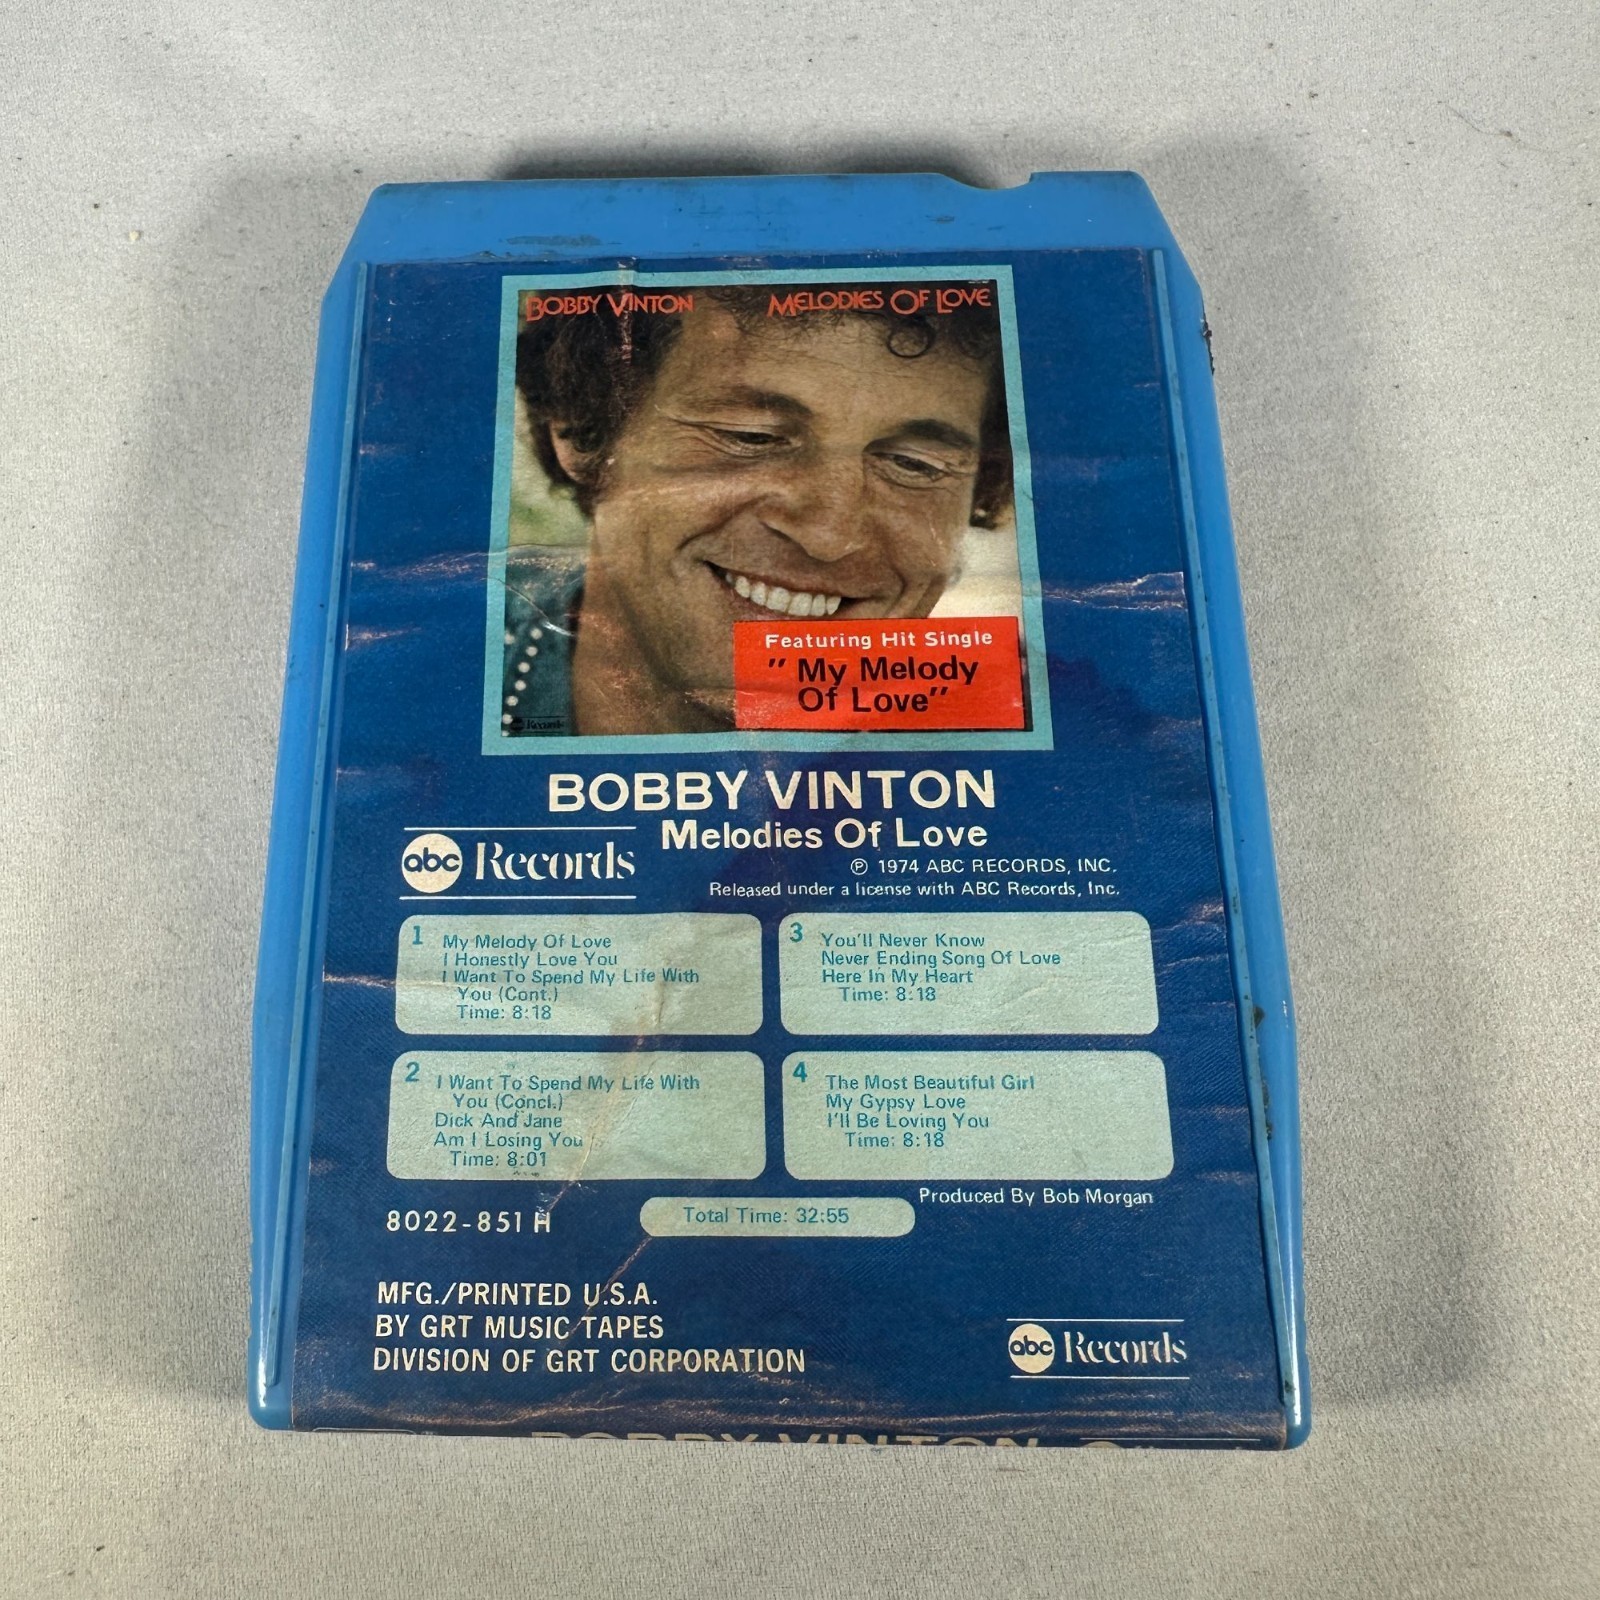 BOBBY VINTON MELODIES OF LOVE
Featuring Hit Single
"My Melody
Of Love"
abc Records
BOBBY VINTON
Melodies Of Love
abc Records
℗ 1974 ABC RECORDS, INC.
Released under a license with ABC Records, Inc.
1 My Melody Of Love
I Honestly Love You
I Want To Spend My Life With
You (Cont.)
Time: 8:18
2 I Want To Spend My Life With
You (Concl.)
Dick And Jane
Am I Losing You
Time: 8:01
3 You'll Never Know
Never Ending Song Of Love
Here In My Heart
Time: 8:18
4 The Most Beautiful Girl
My Gypsy Love
I'll Be Loving You
Time: 8:18
Produced By Bob Morgan
8022-851 H
Total Time: 32:55
MFG./PRINTED U.S.A.
BY GRT MUSIC TAPES
DIVISION OF GRT CORPORATION
abc Records
BOBBY VINTON